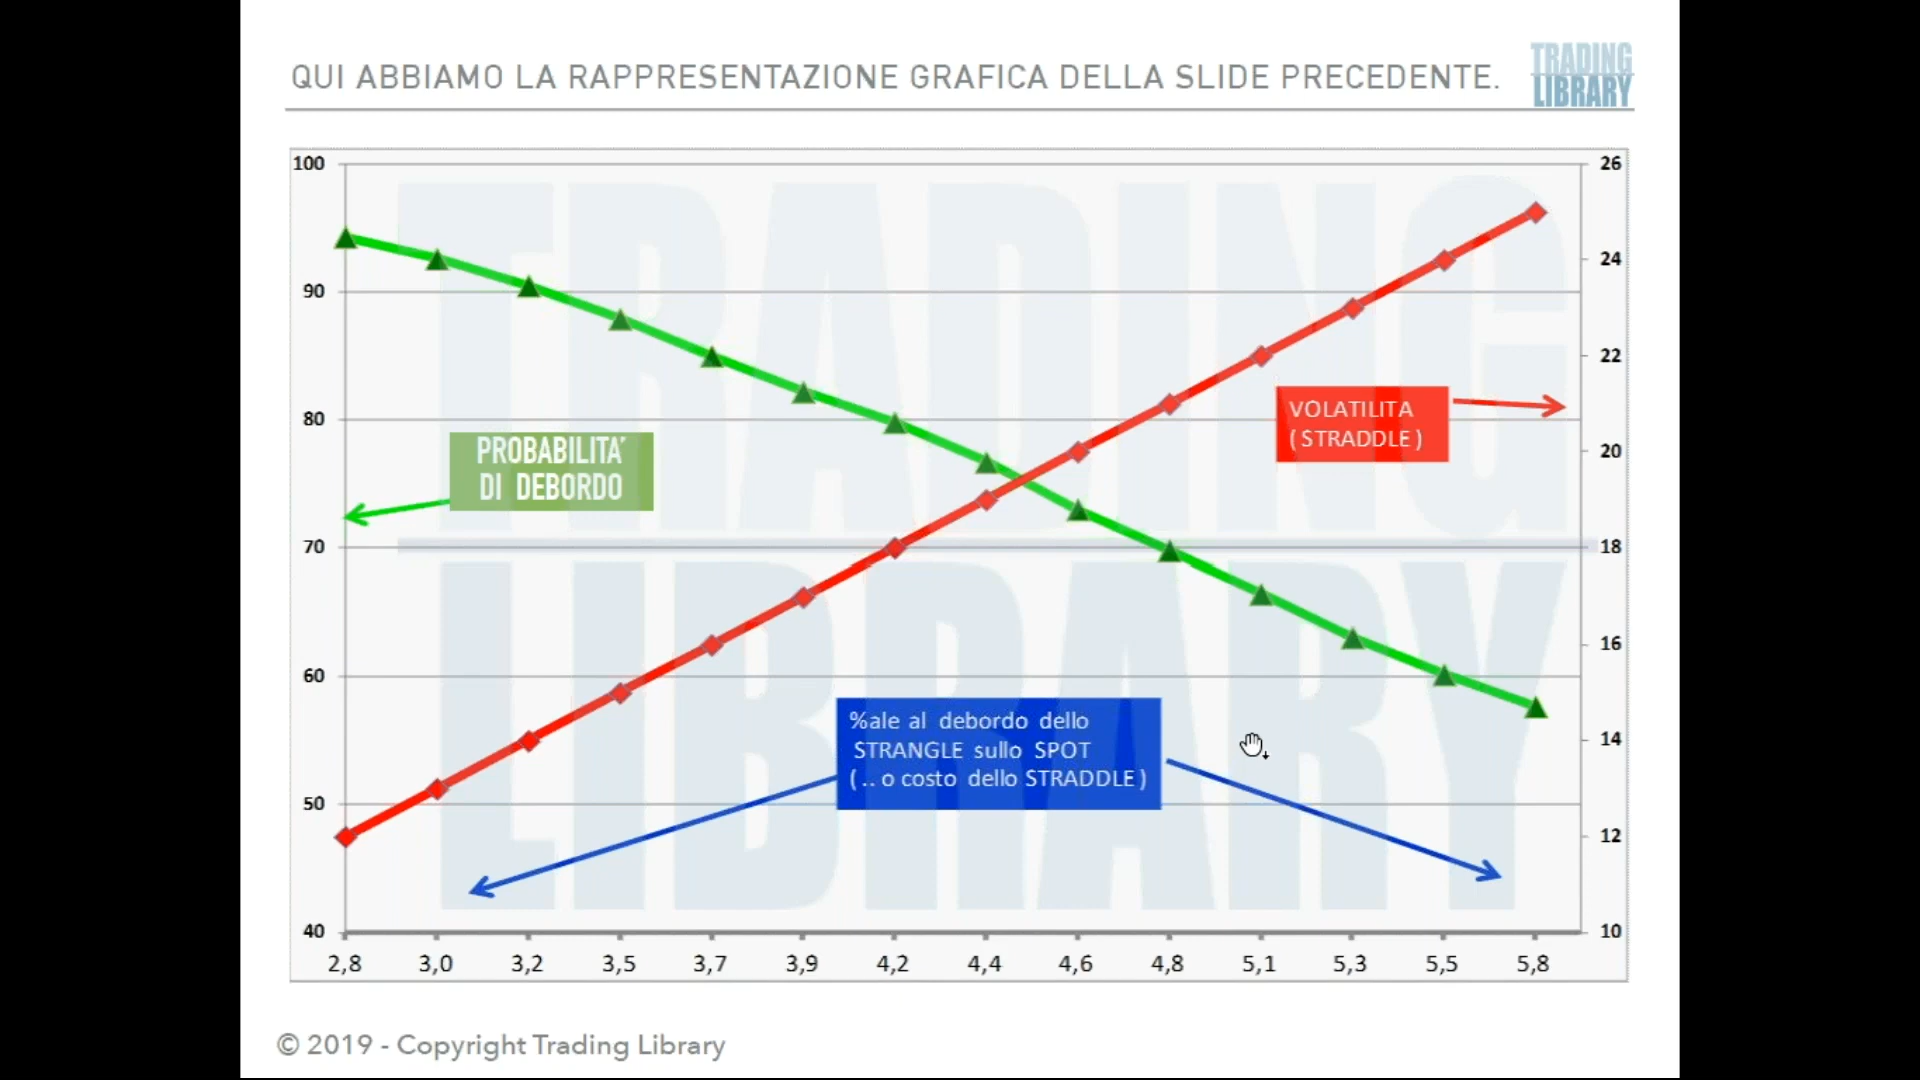 QUI ABBIAMO LA RAPPRESENTAZIONE GRAFICA DELLA SLIDE PRECEDENTE.
TRADING
LIBRARY
100
90
80
70
60
50
40
26
24
22
20
18
16
14
12
10
PROBABILITA'
DI DEBORDO
VOLATILITA
( STRADDLE )
%ale al debordo dello
STRANGLE sullo SPOT
( .. o costo dello STRADDLE )
TRADING
LIBRARY
2,8 3,0 3,2 3,5 3,7 3,9 4,2 4,4 4,6 4,8 5,1 5,3 5,5 5,8
© 2019 - Copyright Trading Library